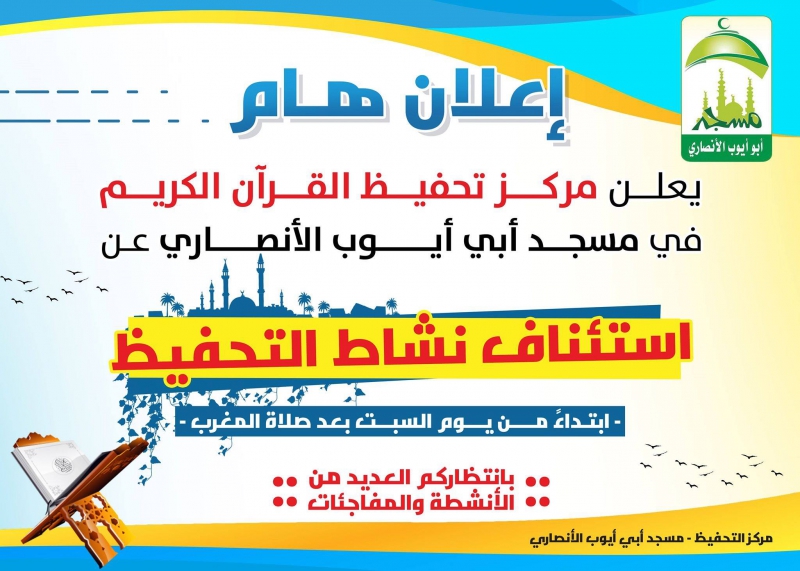 مسجد
أبو أيوب الأنصاري
إعلان هام
يعلن مركز تحفيظ القرآن الكريم
في مسجد أبي أيوب الأنصاري عن
استئناف نشاط التحفيظ
- ابتداءً من يوم السبت بعد صلاة المغرب -
بانتظاركم العديد من
الأنشطة والمفاجئات
مركز التحفيظ - مسجد أبي أيوب الأنصاري